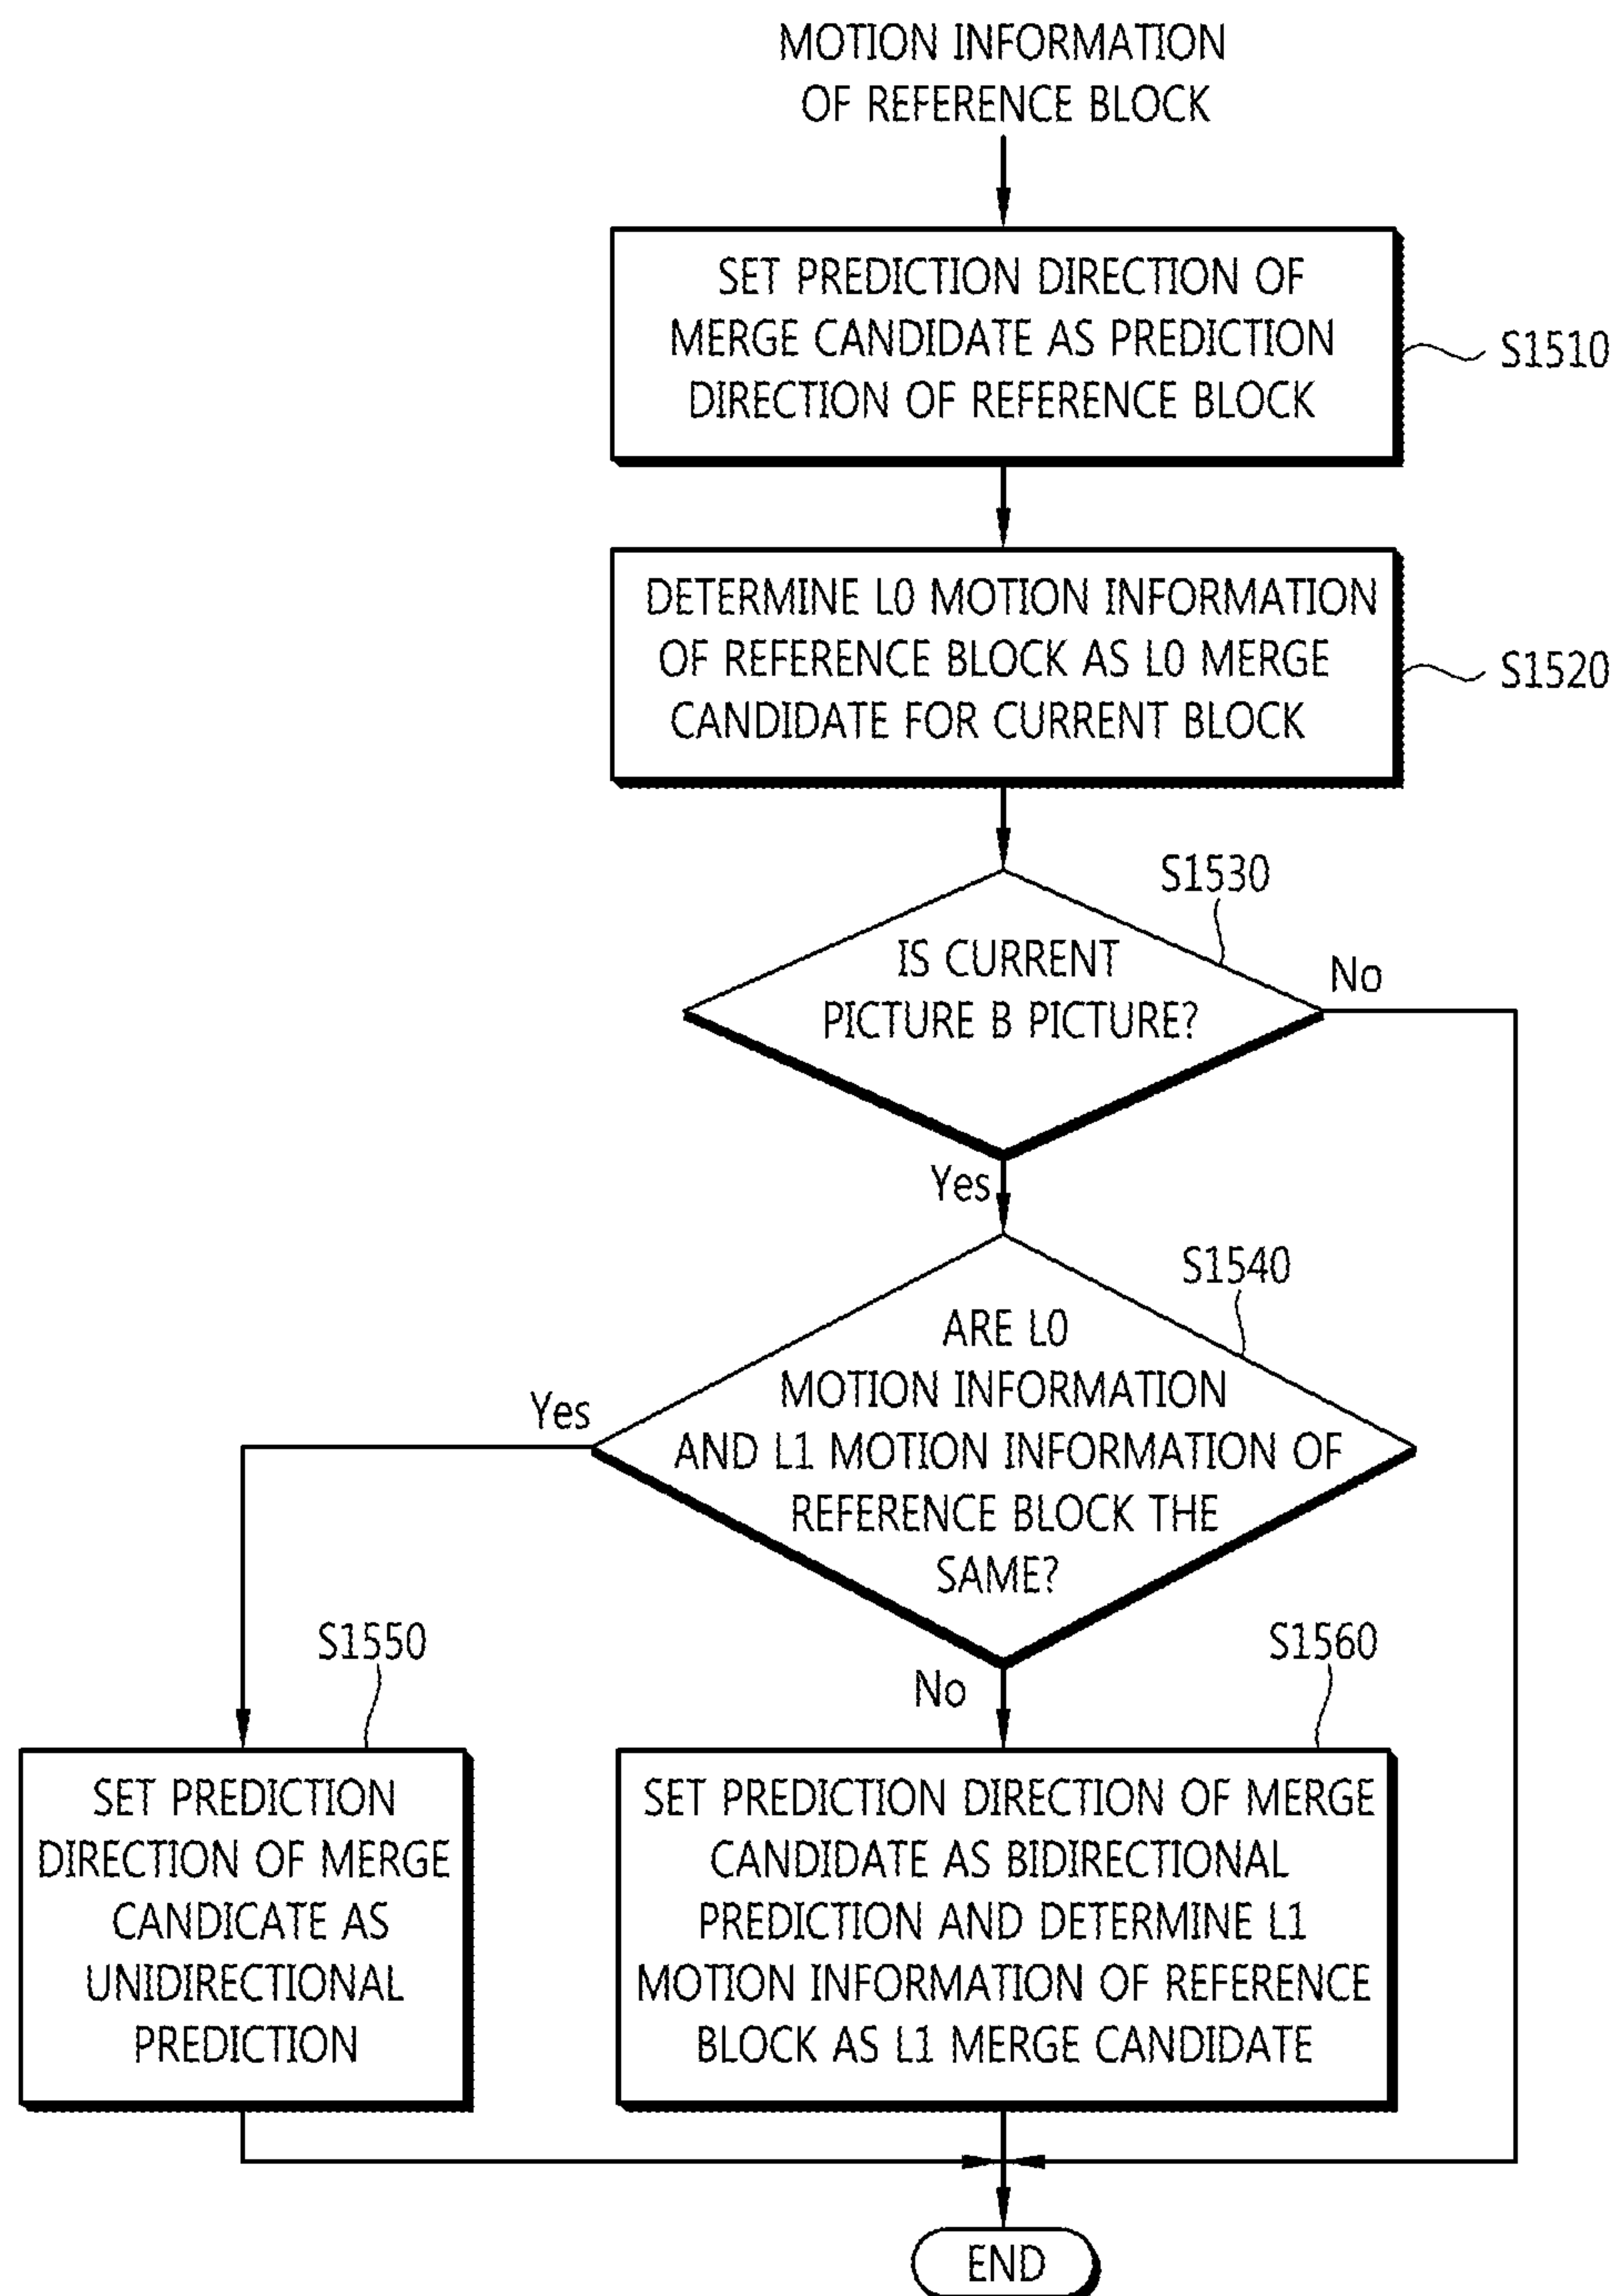 MOTION INFORMATION
OF REFERENCE BLOCK
SET PREDICTION DIRECTION OF
MERGE CANDIDATE AS PREDICTION
DIRECTION OF REFERENCE BLOCK
S1510
DETERMINE L0 MOTION INFORMATION
OF REFERENCE BLOCK AS L0 MERGE
CANDIDATE FOR CURRENT BLOCK
S1520
S1530
IS CURRENT
PICTURE B PICTURE?
No
Yes
S1540
ARE L0
MOTION INFORMATION
AND L1 MOTION INFORMATION OF
REFERENCE BLOCK THE
SAME?
Yes
No
S1550
SET PREDICTION
DIRECTION OF MERGE
CANDICATE AS
UNIDIRECTIONAL
PREDICTION
S1560
SET PREDICTION DIRECTION OF MERGE
CANDIDATE AS BIDIRECTIONAL
PREDICTION AND DETERMINE L1
MOTION INFORMATION OF REFERENCE
BLOCK AS L1 MERGE CANDIDATE
END